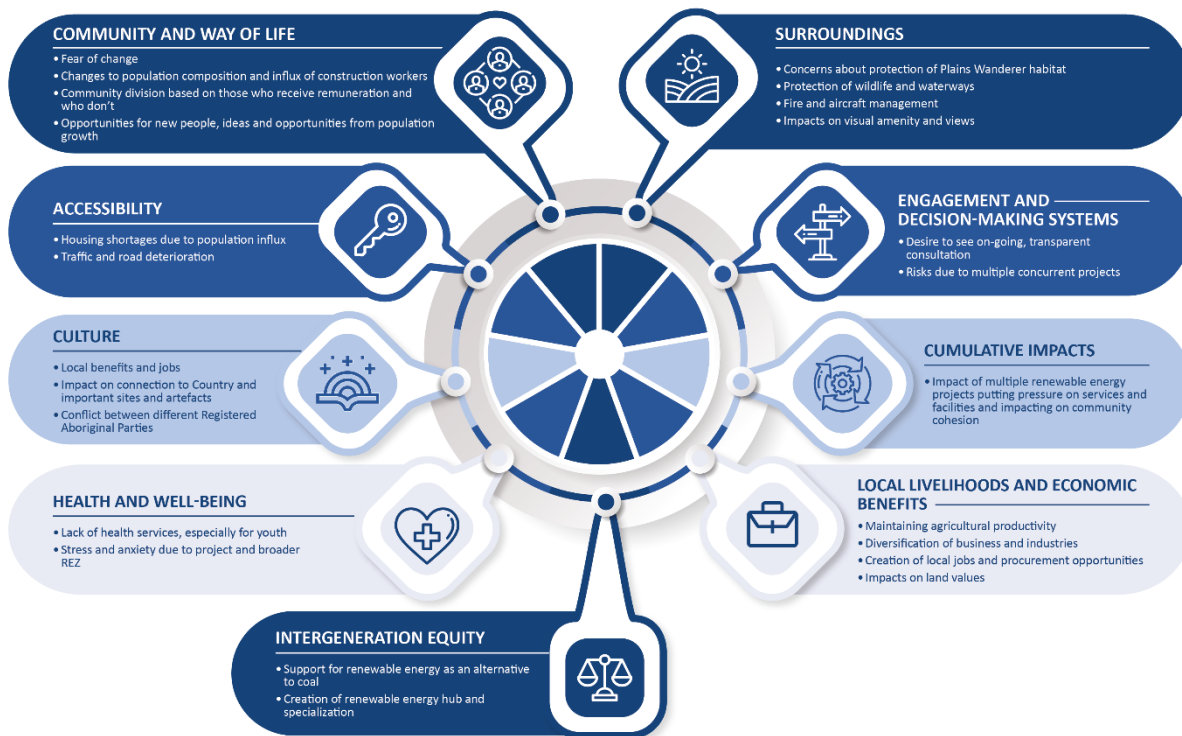 COMMUNITY AND WAY OF LIFE
• Fear of change
• Changes to population composition and influx of construction workers
• Community division based on those who receive remuneration and
who don't
• Opportunities for new people, ideas and opportunities from population
growth
SURROUNDINGS
• Concerns about protection of Plains Wanderer habitat
• Protection of wildlife and waterways
• Fire and aircraft management
• Impacts on visual amenity and views
ACCESSIBILITY
• Housing shortages due to population influx
• Traffic and road deterioration
ENGAGEMENT AND
DECISION-MAKING SYSTEMS
• Desire to see on-going, transparent
consultation
• Risks due to multiple concurrent projects
CULTURE
• Local benefits and jobs
• Impact on connection to Country and
important sites and artefacts
• Conflict between different Registered
Aboriginal Parties
CUMULATIVE IMPACTS
• Impact of multiple renewable energy
projects putting pressure on services and
facilities and impacting on community
cohesion
HEALTH AND WELL-BEING
• Lack of health services, especially for youth
• Stress and anxiety due to project and broader
REZ
LOCAL LIVELIHOODS AND ECONOMIC
BENEFITS
• Maintaining agricultural productivity
• Diversification of business and industries
• Creation of local jobs and procurement opportunities
• Impacts on land values
INTERGENERATION EQUITY
• Support for renewable energy as an alternative
to coal
• Creation of renewable energy hub and
specialization